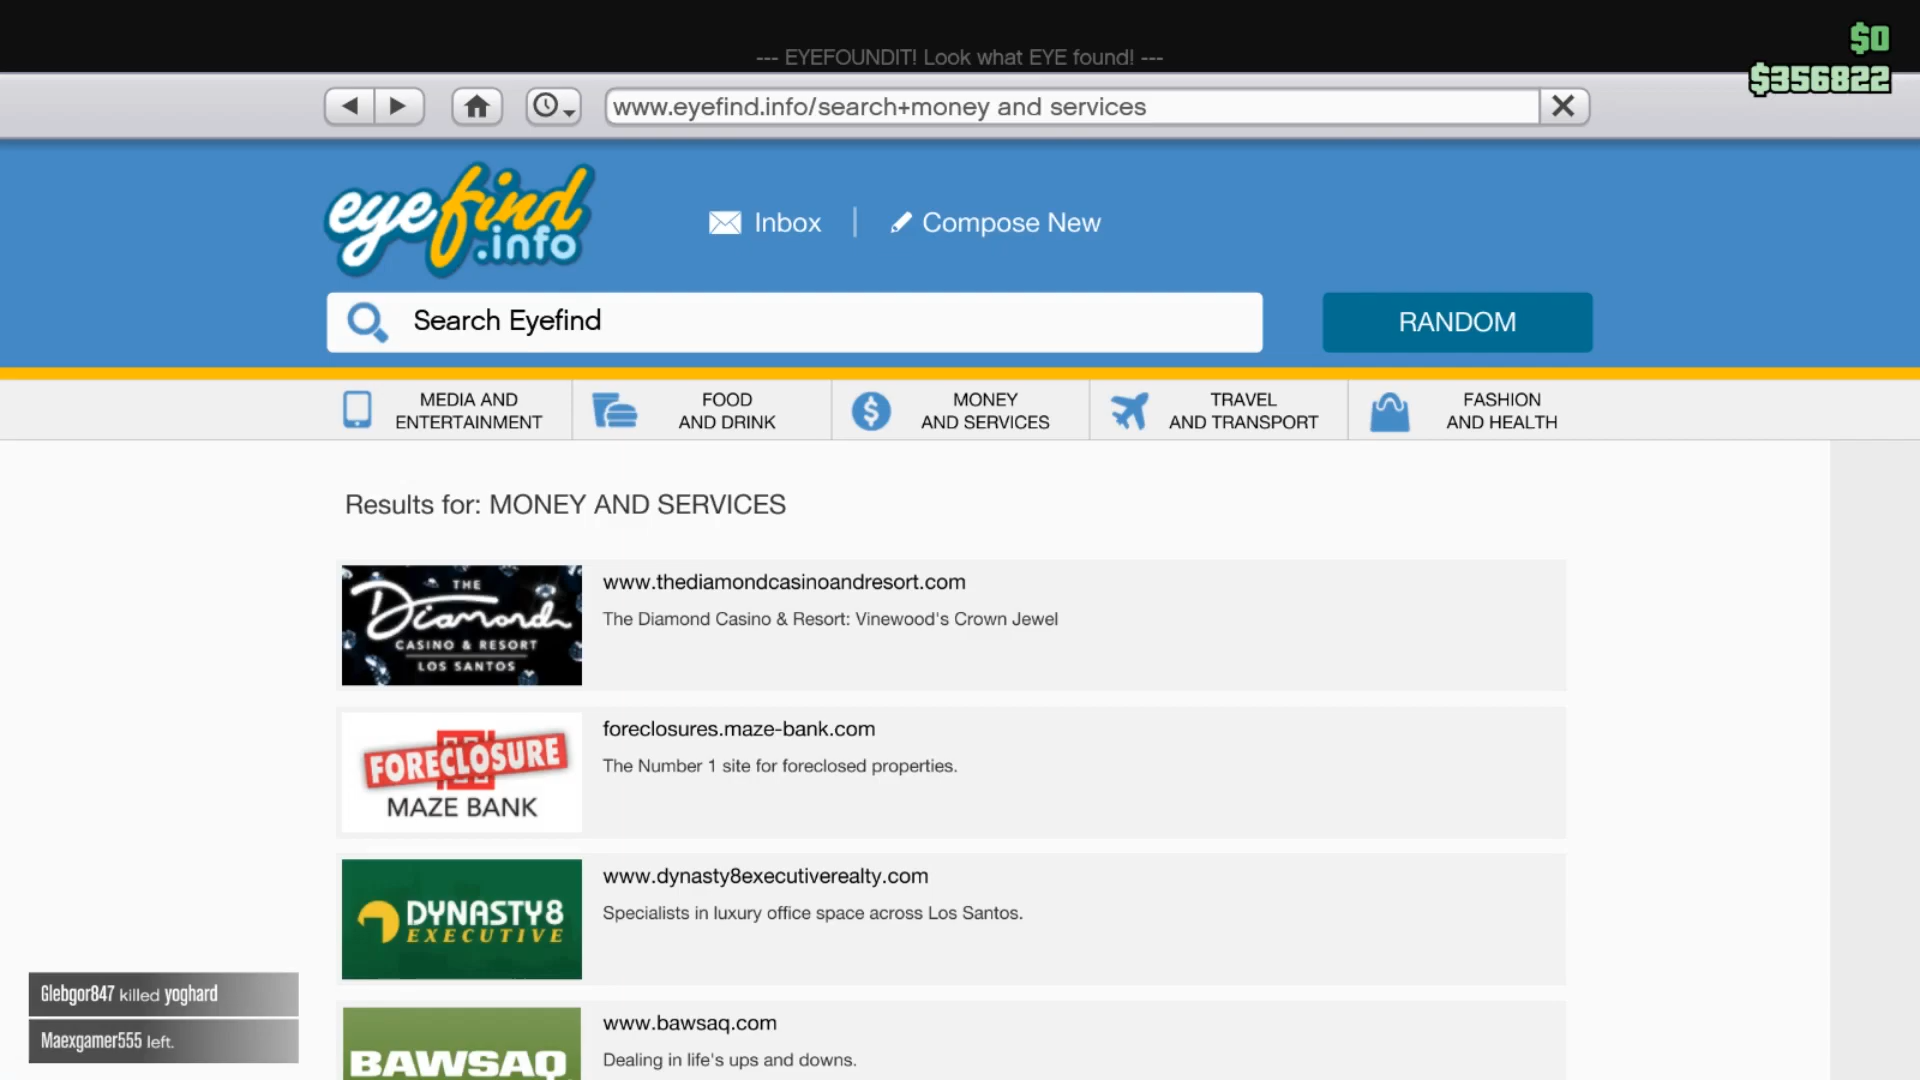 --- EYEFOUNDIT! Look what EYE found! ---
$0
$356822
www.eyefind.info/search+money and services
eyefind
.info
Inbox
Compose New
Search Eyefind
RANDOM
MEDIA AND
ENTERTAINMENT
FOOD
AND DRINK
MONEY
AND SERVICES
TRAVEL
AND TRANSPORT
FASHION
AND HEALTH
Results for: MONEY AND SERVICES
THE
Diamond
CASINO & RESORT
LOS SANTOS
www.thediamondcasinoandresort.com
The Diamond Casino & Resort: Vinewood's Crown Jewel
FORECLOSURE
MAZE BANK
foreclosures.maze-bank.com
The Number 1 site for foreclosed properties.
DYNASTY 8
EXECUTIVE
www.dynasty8executiverealty.com
Specialists in luxury office space across Los Santos.
BAWSAQ
www.bawsaq.com
Dealing in life's ups and downs.
Glebgor847 killed yoghard
Maexgamer555 left.